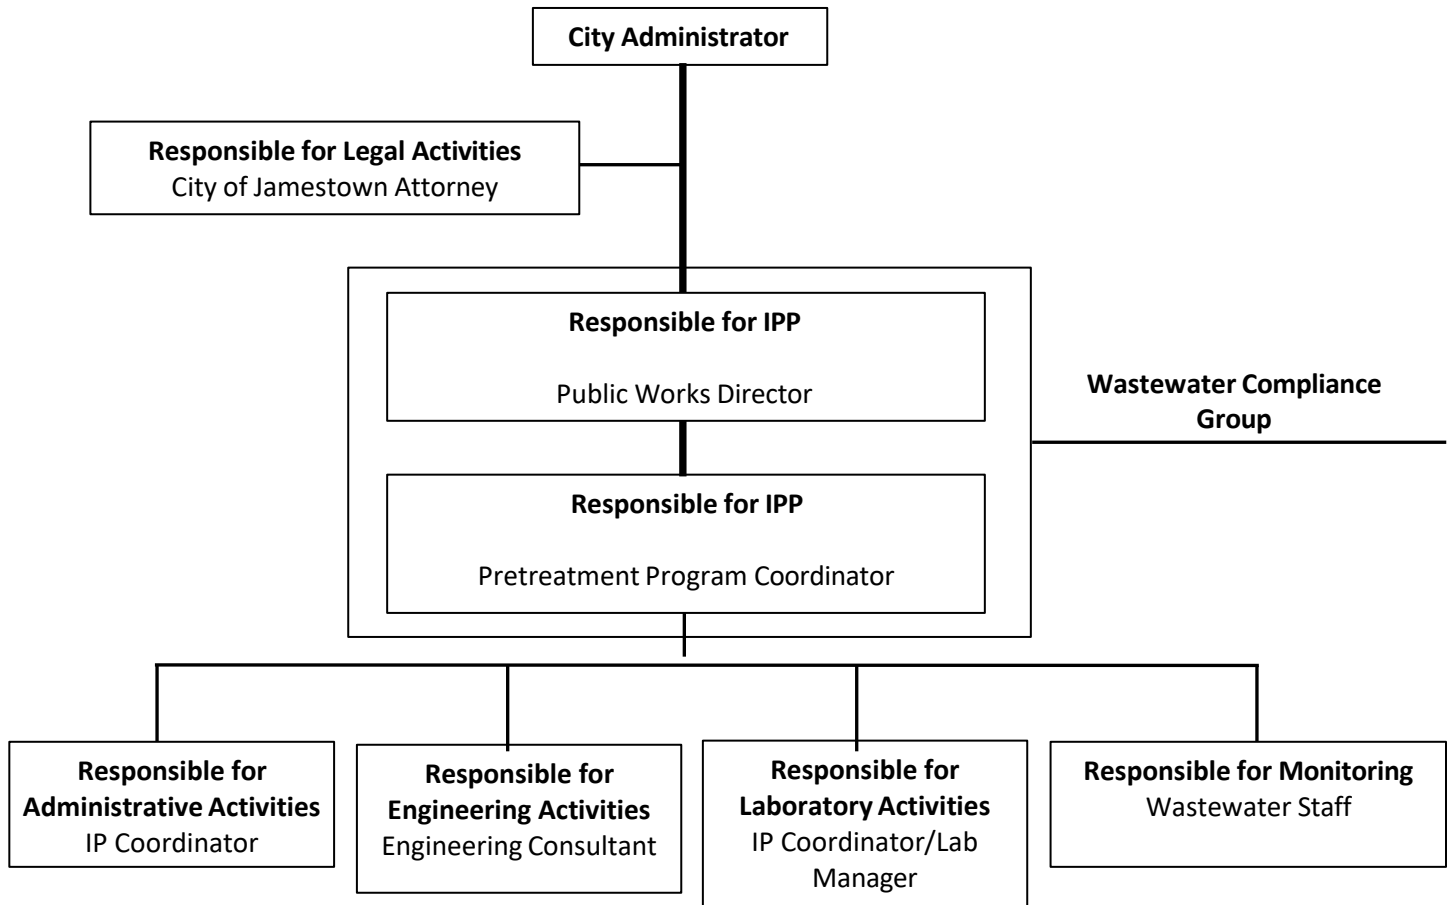 City Administrator
Responsible for Legal Activities
City of Jamestown Attorney
Responsible for IPP
Public Works Director
Wastewater Compliance
Group
Responsible for IPP
Pretreatment Program Coordinator
Responsible for
Administrative Activities
IP Coordinator
Responsible for
Engineering Activities
Engineering Consultant
Responsible for
Laboratory Activities
IP Coordinator/Lab
Manager
Responsible for Monitoring
Wastewater Staff